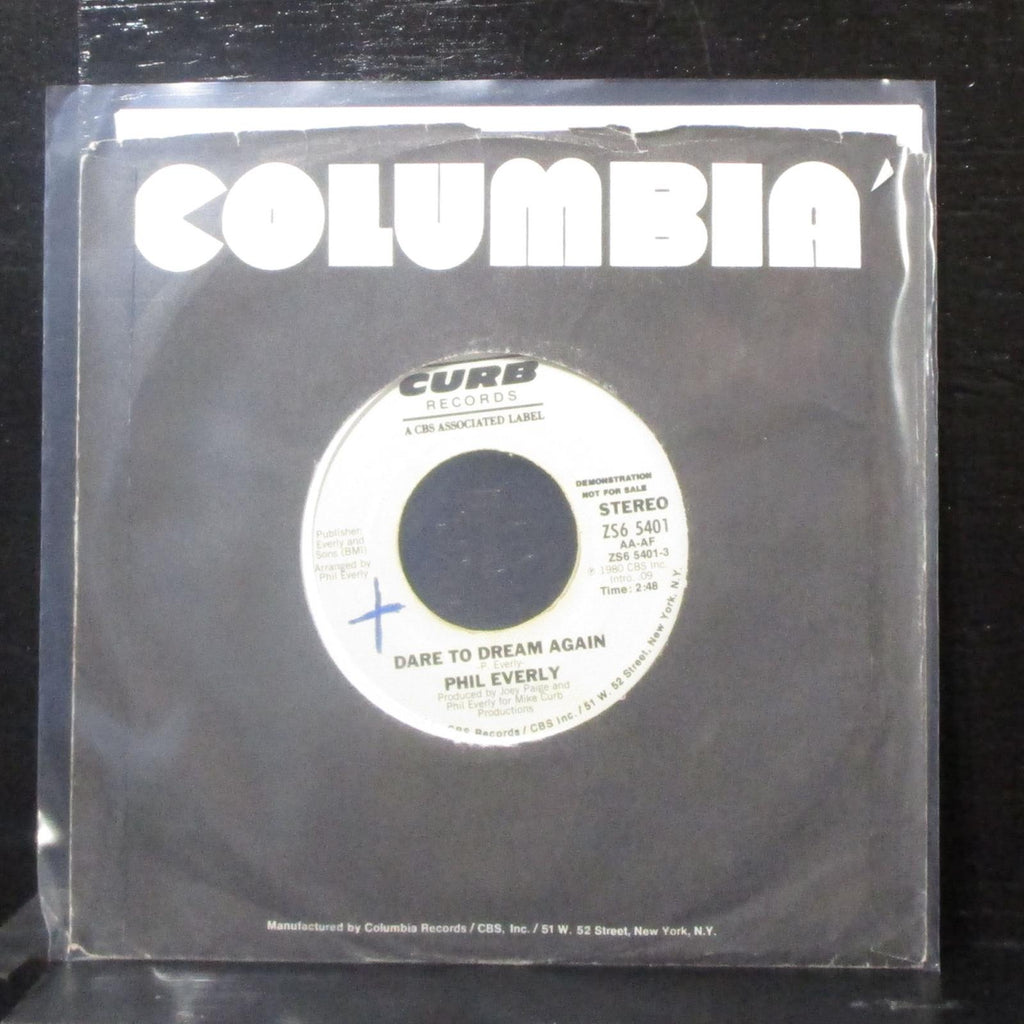 COLUMBIA
CURB
RECORDS
A CBS ASSOCIATED LABEL
DEMONSTRATION
NOT FOR SALE
STEREO
ZS6 5401
AA-AF
ZS6 5401-3
℗ 1980 CBS Inc.
Intro. :09
Time: 2:48
Publisher:
Everly and
Sons (BMI)
Arranged by
Phil Everly
DARE TO DREAM AGAIN
-P. Everly-
PHIL EVERLY
Produced by Joey Paige and
Phil Everly for Mike Curb
Productions
Records / CBS Inc. / 51 W. 52 Street, New York, N.Y.
Manufactured by Columbia Records / CBS, Inc. / 51 W. 52 Street, New York, N.Y.